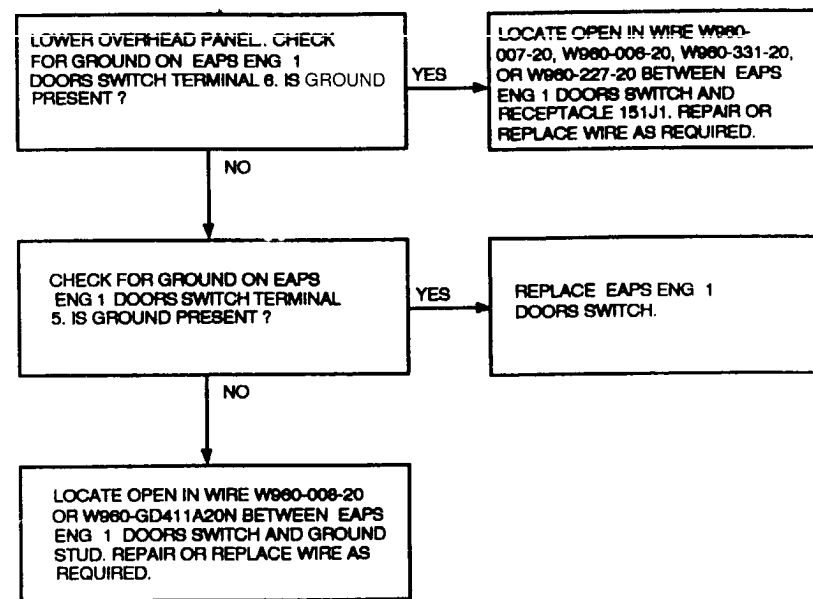 LOWER OVERHEAD PANEL. CHECK
FOR GROUND ON EAPS ENG 1
DOORS SWITCH TERMINAL 6. IS GROUND
PRESENT ?
YES
LOCATE OPEN IN WIRE W960-
007-20, W960-006-20, W960-331-20,
OR W960-227-20 BETWEEN EAPS
ENG 1 DOORS SWITCH AND
RECEPTACLE 151J1. REPAIR OR
REPLACE WIRE AS REQUIRED.
NO
CHECK FOR GROUND ON EAPS
ENG 1 DOORS SWITCH TERMINAL
5. IS GROUND PRESENT ?
YES
REPLACE EAPS ENG 1
DOORS SWITCH.
NO
LOCATE OPEN IN WIRE W960-008-20
OR W960-GD411A20N BETWEEN EAPS
ENG 1 DOORS SWITCH AND GROUND
STUD. REPAIR OR REPLACE WIRE AS
REQUIRED.